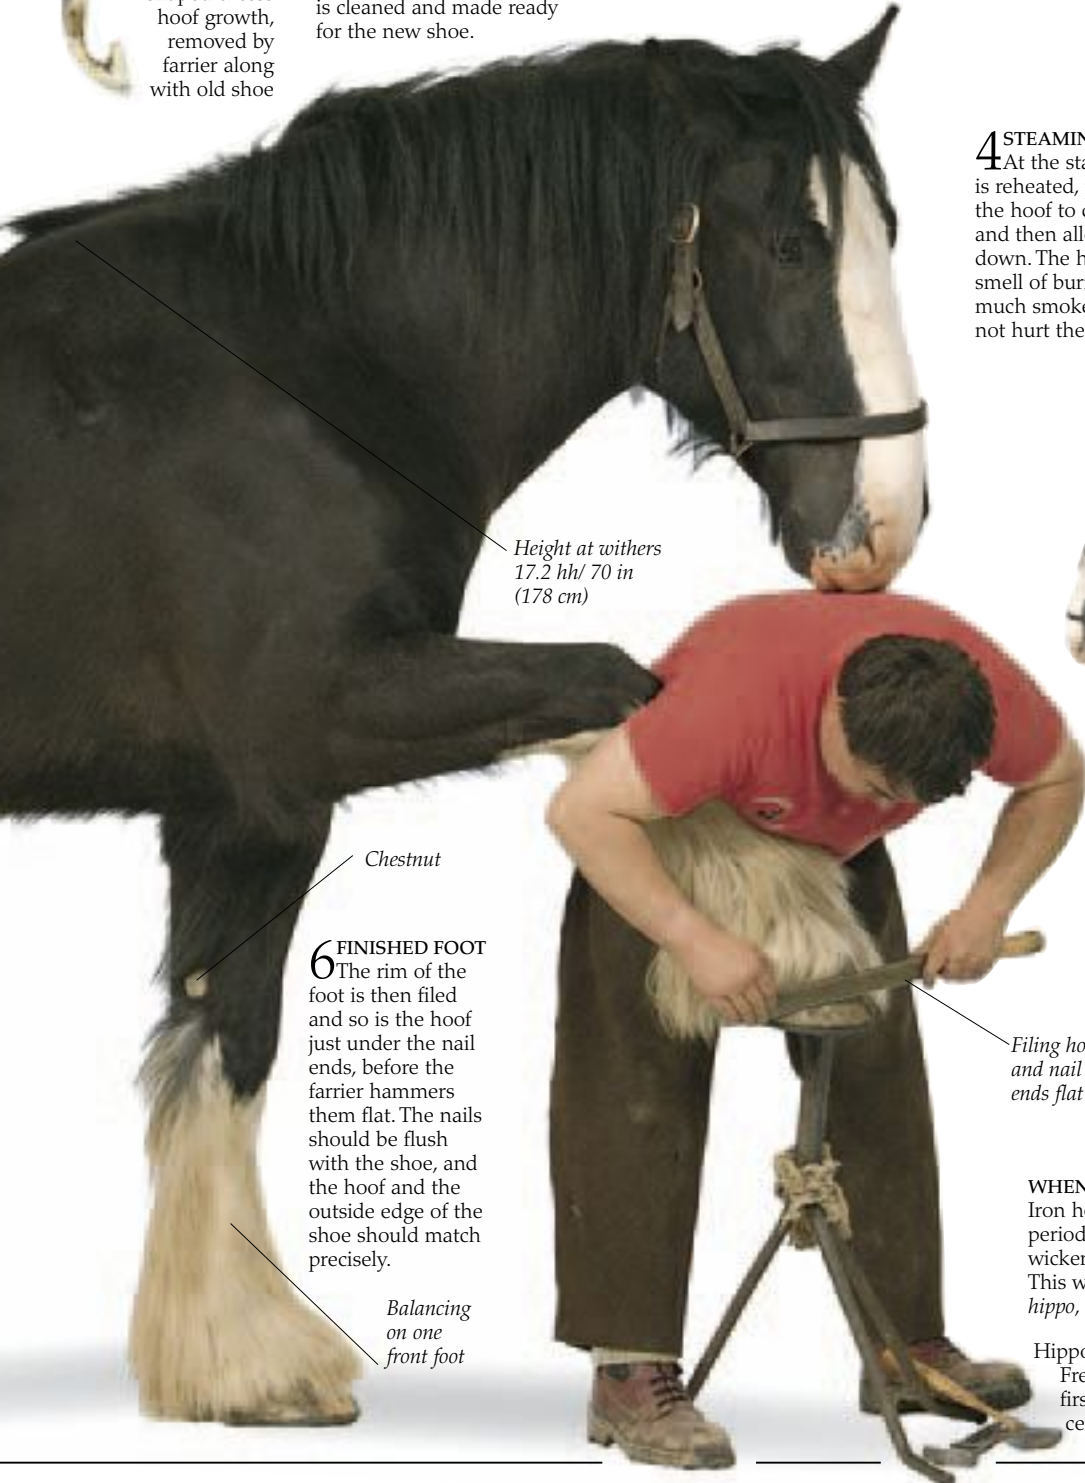 hoof growth,
removed by
farrier along
with old shoe
is cleaned and made ready
for the new shoe.
4 STEAMIN
At the sta
is reheated,
the hoof to
and then all
down. The h
smell of bur
much smoke
not hurt the
Height at withers
17.2 hh/ 70 in
(178 cm)
Chestnut
6 FINISHED FOOT
The rim of the
foot is then filed
and so is the hoof
just under the nail
ends, before the
farrier hammers
them flat. The nails
should be flush
with the shoe, and
the hoof and the
outside edge of the
shoe should match
precisely.
Balancing
on one
front foot
Filing ho
and nail
ends flat
WHEN
Iron h
period
wicker
This w
hippo,
Hippo
Fre
firs
ce